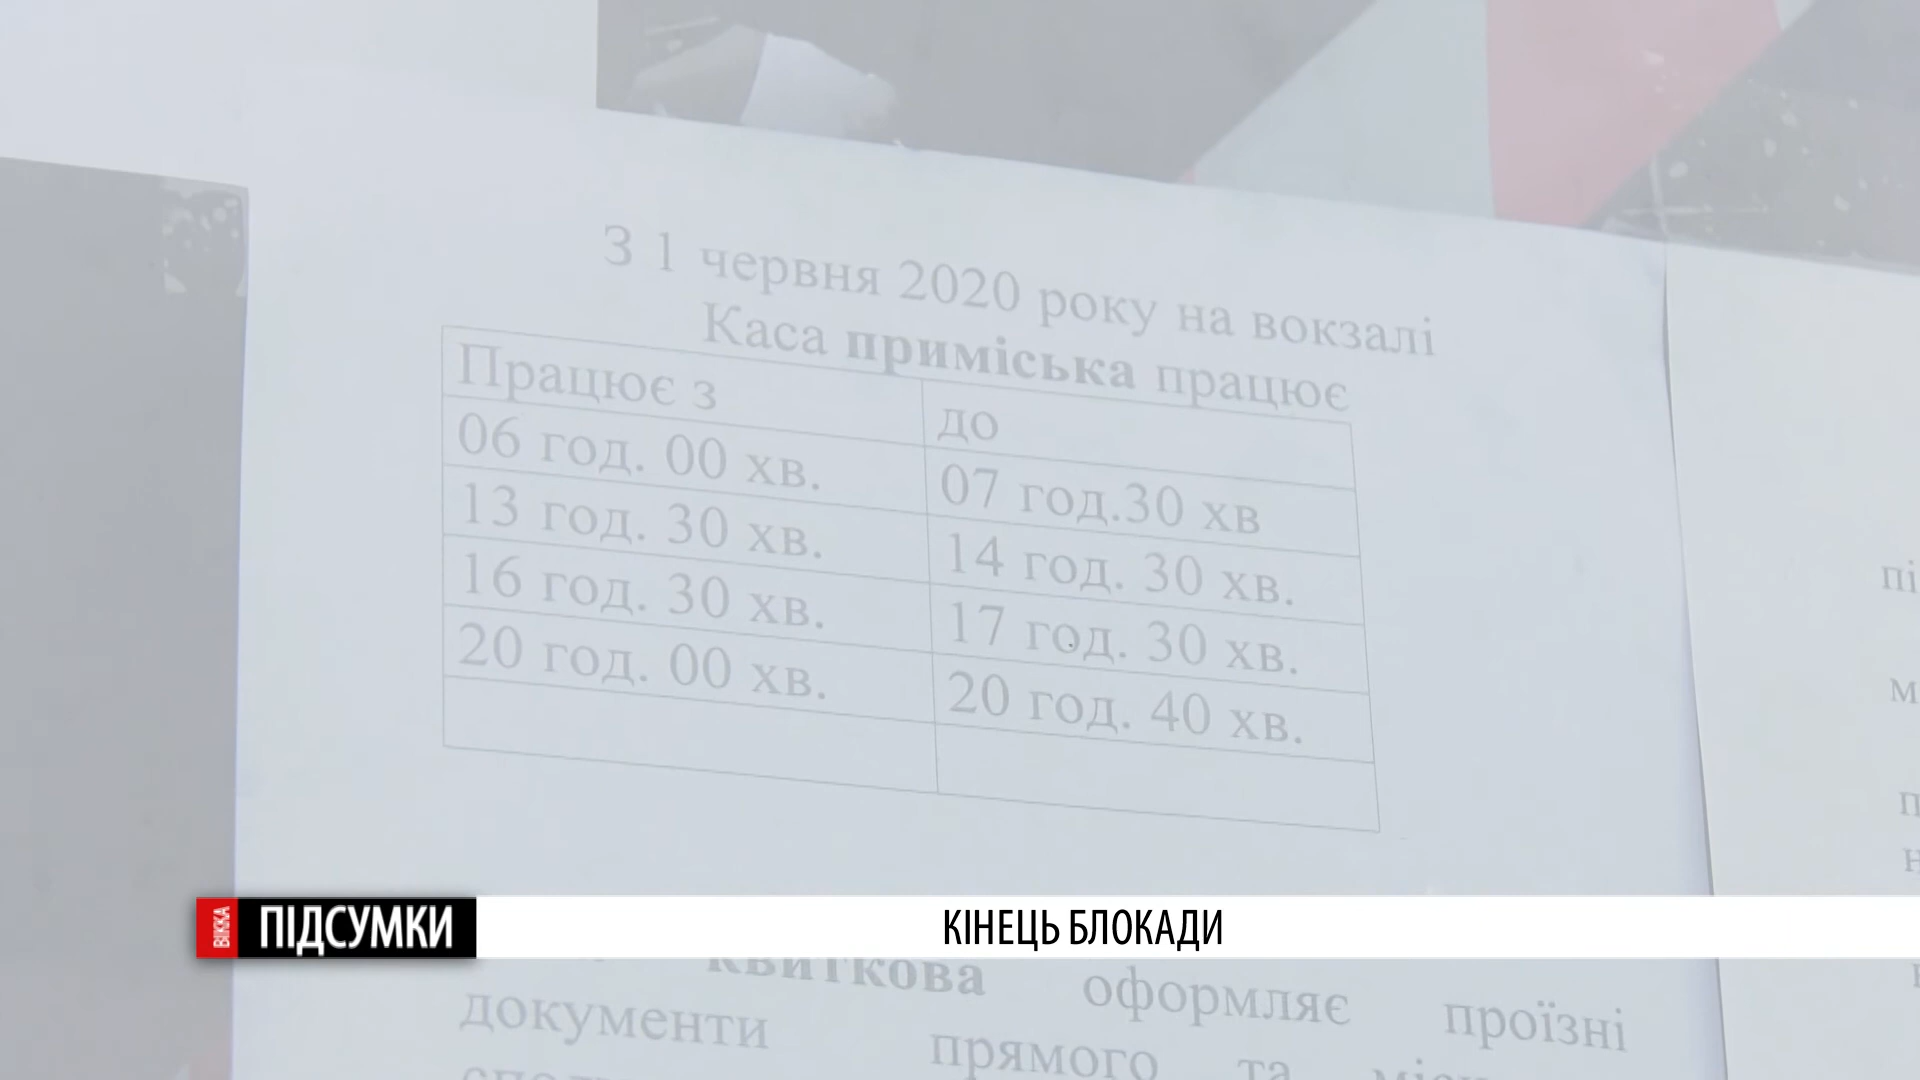 З 1 червня 2020 року на вокзалі
Каса приміська працює
Працює з до
06 год. 00 хв. 07 год.30 хв
13 год. 30 хв. 14 год. 30 хв.
16 год. 30 хв. 17 год. 30 хв.
20 год. 00 хв. 20 год. 40 хв.
ВІККА ПІДСУМКИ КІНЕЦЬ БЛОКАДИ
квиткова оформляє проїзні
документи прямого та